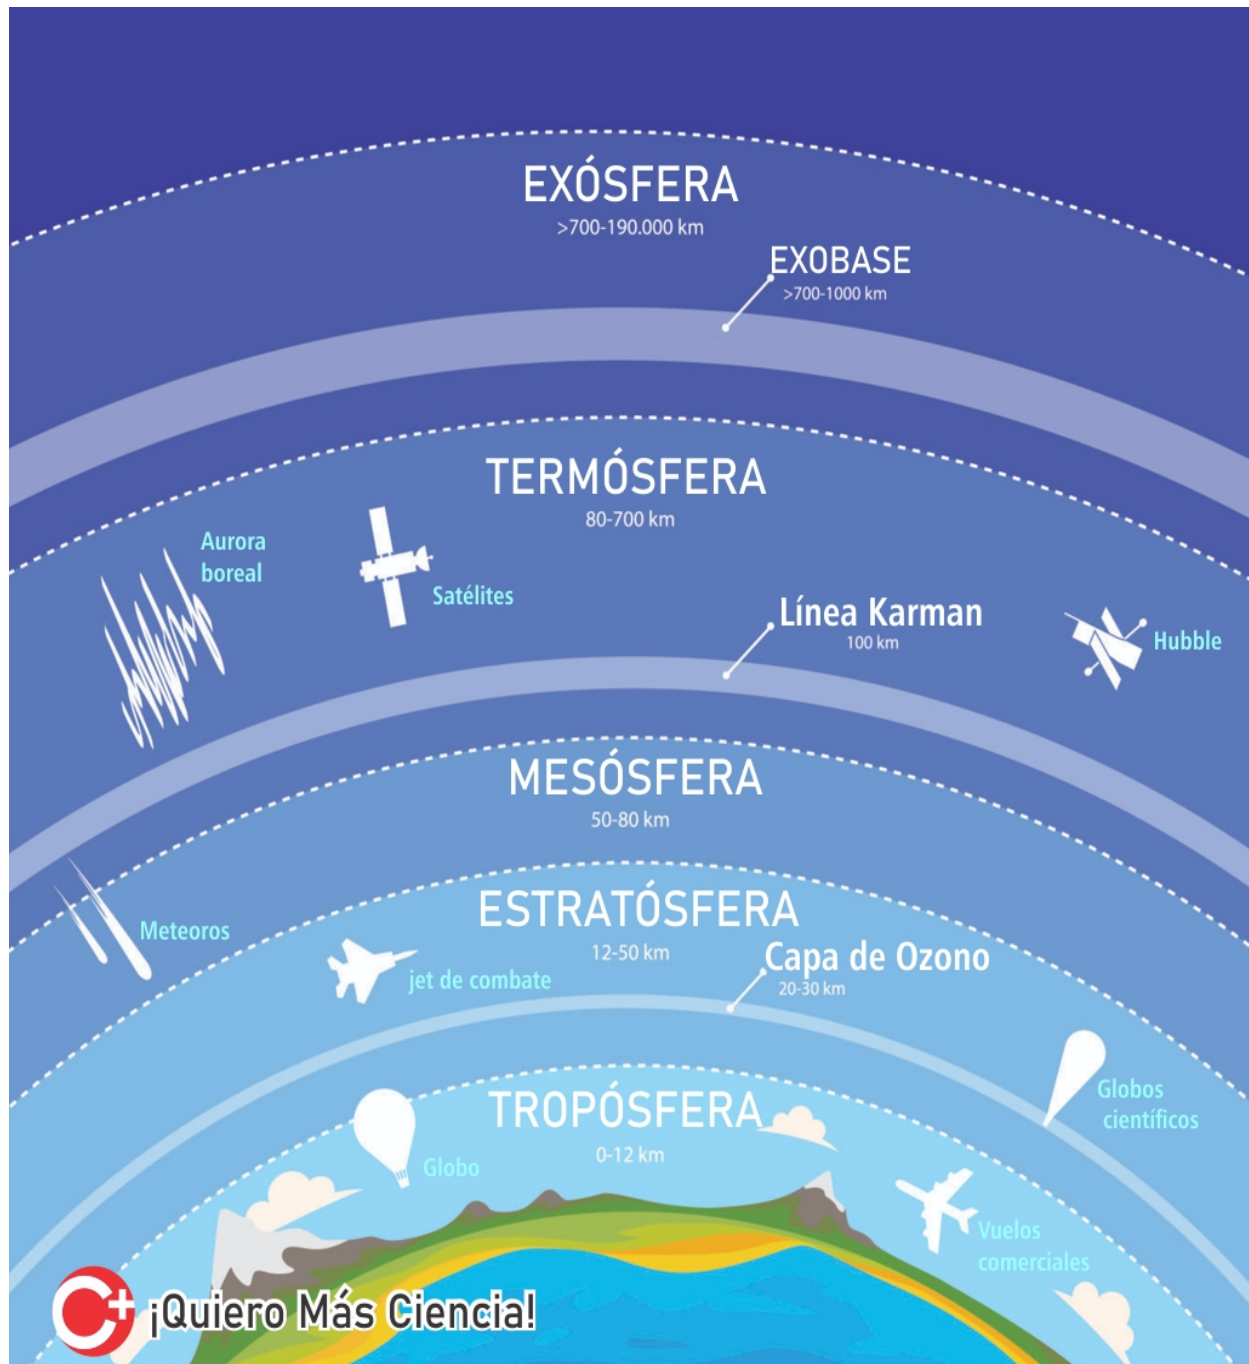 EXÓSFERA
>700-190.000 km
EXOBASE
>700-1000 km
TERMÓSFERA
80-700 km
Aurora
boreal
Satélites
Línea Karman
100 km
Hubble
MESÓSFERA
50-80 km
Meteoros
ESTRATÓSFERA
12-50 km
jet de combate
Capa de Ozono
20-30 km
Globos
científicos
TROPÓSFERA
0-12 km
Globo
Vuelos
comerciales
C+ ¡Quiero Más Ciencia!